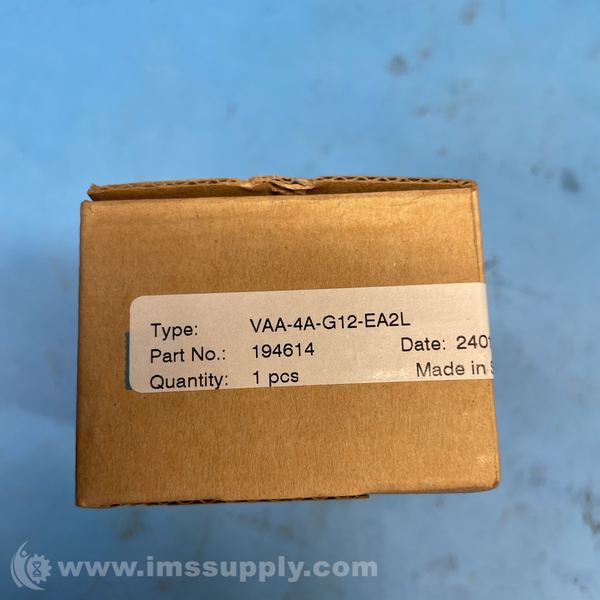 Type: VAA-4A-G12-EA2L
Part No.: 194614 Date: 240
Quantity: 1 pcs Made in
www.imssupply.com